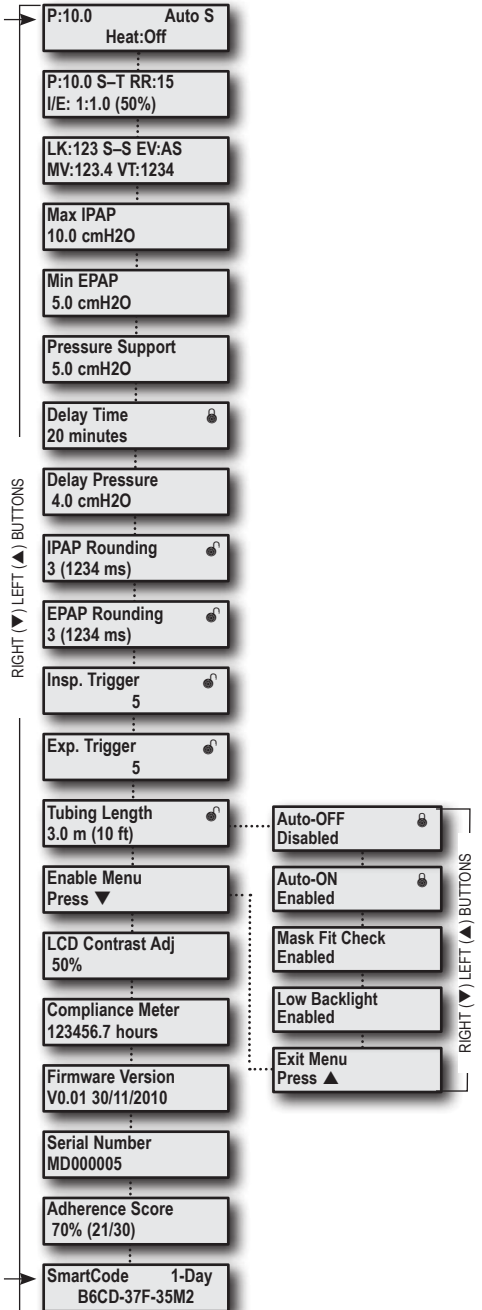 P:10.0 Auto S
Heat:Off
P:10.0 S–T RR:15
I/E: 1:1.0 (50%)
LK:123 S–S EV:AS
MV:123.4 VT:1234
Max IPAP
10.0 cmH2O
Min EPAP
5.0 cmH2O
Pressure Support
5.0 cmH2O
Delay Time
20 minutes
Delay Pressure
4.0 cmH2O
IPAP Rounding
3 (1234 ms)
EPAP Rounding
3 (1234 ms)
Insp. Trigger
5
Exp. Trigger
5
Tubing Length
3.0 m (10 ft)
Enable Menu
Press ▼
LCD Contrast Adj
50%
Compliance Meter
123456.7 hours
Firmware Version
V0.01 30/11/2010
Serial Number
MD000005
Adherence Score
70% (21/30)
SmartCode 1-Day
B6CD-37F-35M2
RIGHT (▼) LEFT (▲) BUTTONS
Auto-OFF
Disabled
Auto-ON
Enabled
Mask Fit Check
Enabled
Low Backlight
Enabled
Exit Menu
Press ▲
RIGHT (▼) LEFT (▲) BUTTONS